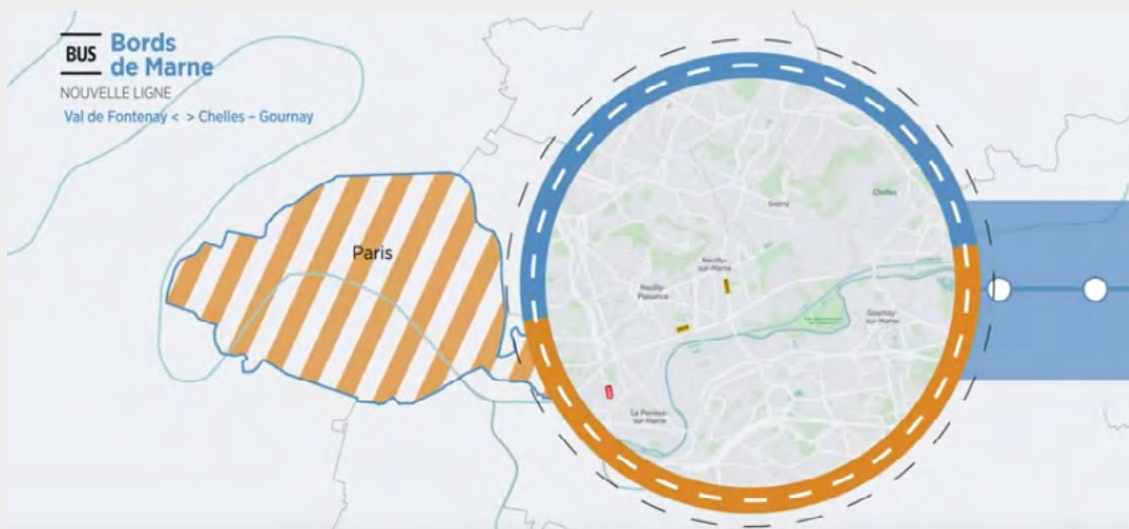 BUS
Bords
de Marne
NOUVELLE LIGNE
Val de Fontenay < > Chelles – Gournay
Paris
Chelles
Neuilly-
sur-Marne
Neuilly-
Plaisance
Gournay-
sur-Marne
Le Perreux-
sur-Marne